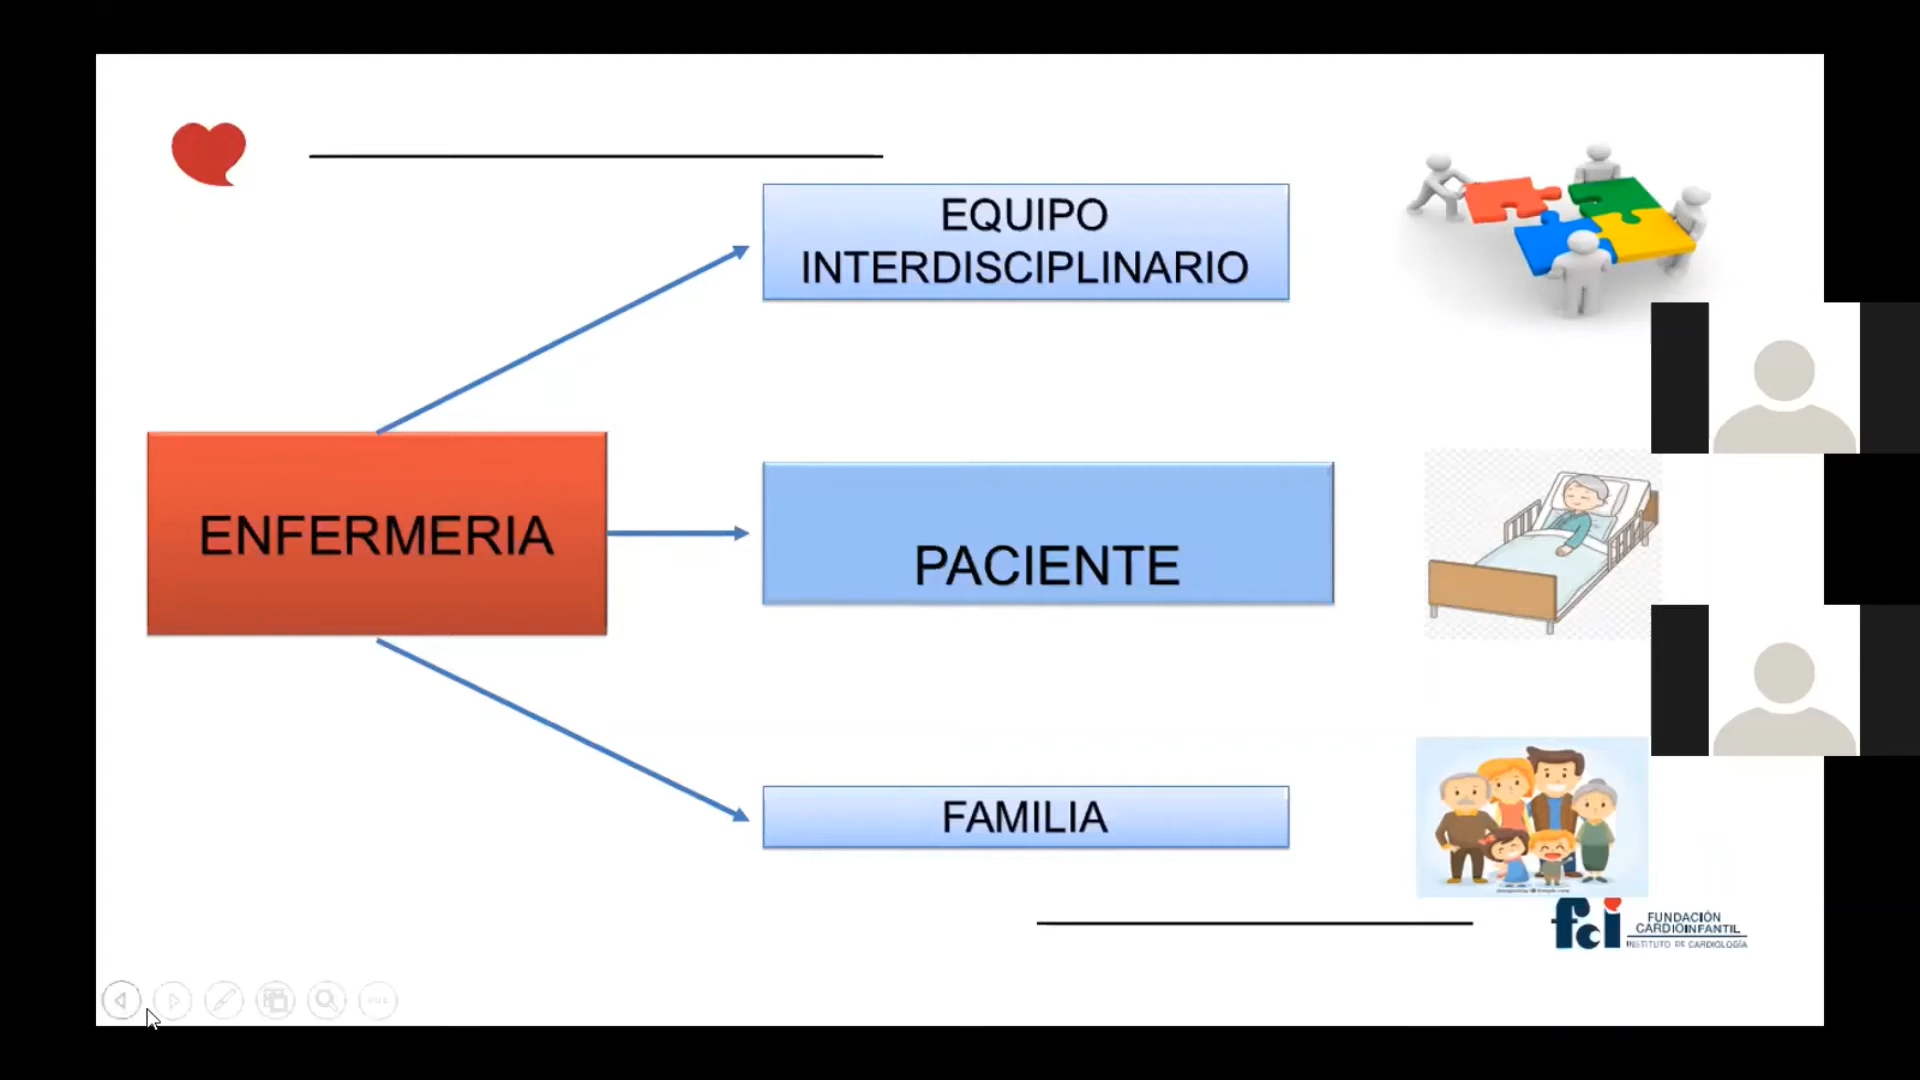 EQUIPO
INTERDISCIPLINARIO
ENFERMERIA
PACIENTE
FAMILIA
fci
FUNDACIÓN
CARDIOINFANTIL
INSTITUTO DE CARDIOLOGÍA